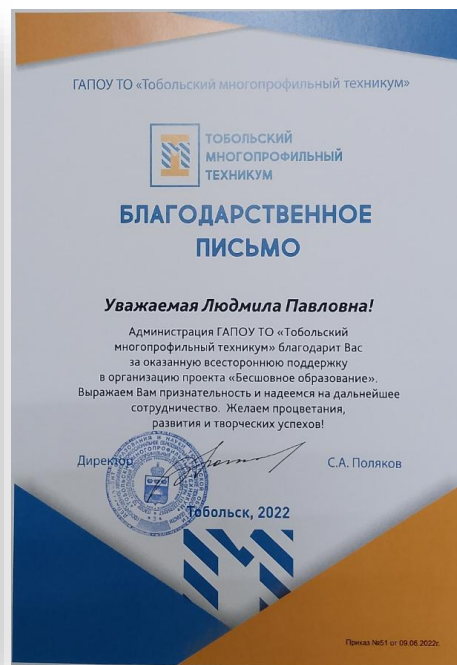 ГАПОУ ТО «Тобольский многопрофильный техникум»
ТОБОЛЬСКИЙ
МНОГОПРОФИЛЬНЫЙ
ТЕХНИКУМ
БЛАГОДАРСТВЕННОЕ
ПИСЬМО
Уважаемая Людмила Павловна!
Администрация ГАПОУ ТО «Тобольский
многопрофильный техникум» благодарит Вас
за оказанную всестороннюю поддержку
в организацию проекта «Бесшовное образование».
Выражаем Вам признательность и надеемся на дальнейшее
сотрудничество. Желаем процветания,
развития и творческих успехов!
Директор С.А. Поляков
Тобольск, 2022
Приказ №51 от 09.06.2022г.